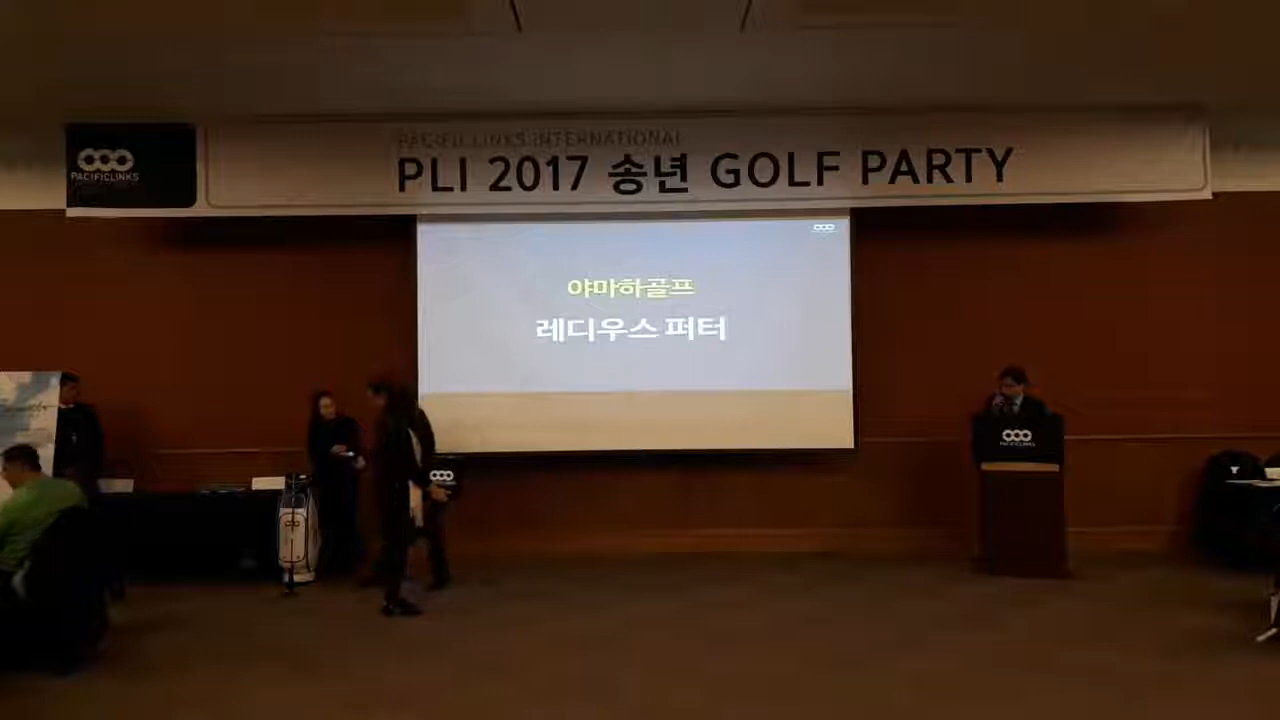 PACIFIC LINKS INTERNATIONAL
PACIFICLINKS
PLI 2017 송년 GOLF PARTY
야마하골프
레디우스 퍼터
PACIFICLINKS